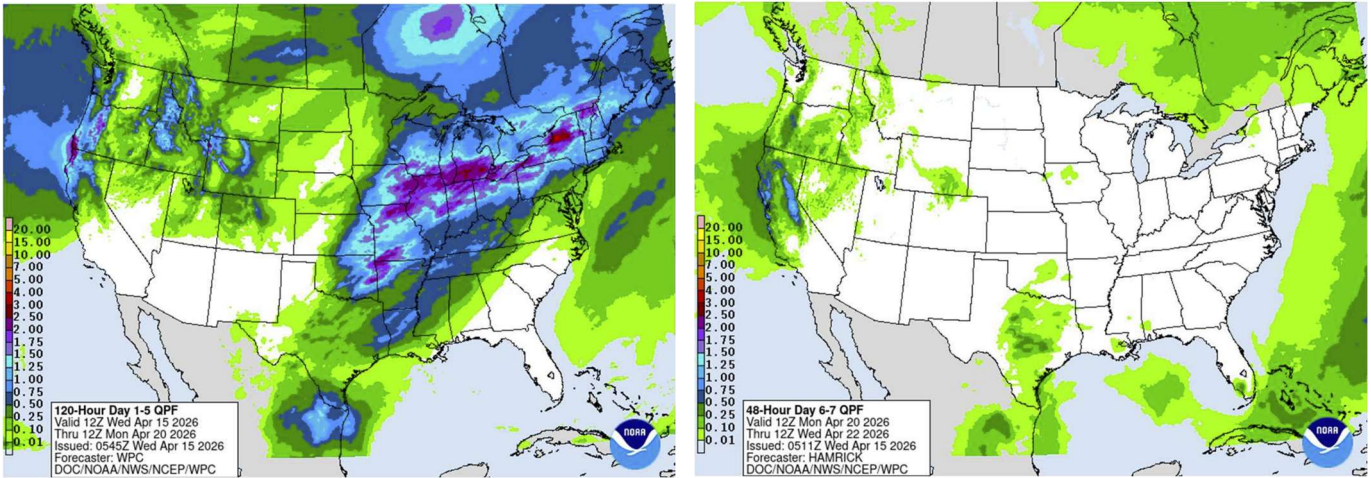 20.00
15.00
10.00
7.00
5.00
4.00
3.00
2.50
2.00
1.75
1.50
1.25
1.00
0.75
0.50
0.25
0.10
0.01
120-Hour Day 1-5 QPF
Valid 12Z Wed Apr 15 2026
Thru 12Z Mon Apr 20 2026
Issued: 0545Z Wed Apr 15 2026
Forecaster: WPC
DOC/NOAA/NWS/NCEP/WPC
NOAA
20.00
15.00
10.00
7.00
5.00
4.00
3.00
2.50
2.00
1.75
1.50
1.25
1.00
0.75
0.50
0.25
0.10
0.01
48-Hour Day 6-7 QPF
Valid 12Z Mon Apr 20 2026
Thru 12Z Wed Apr 22 2026
Issued: 0511Z Wed Apr 15 2026
Forecaster: HAMRICK
DOC/NOAA/NWS/NCEP/WPC
NOAA